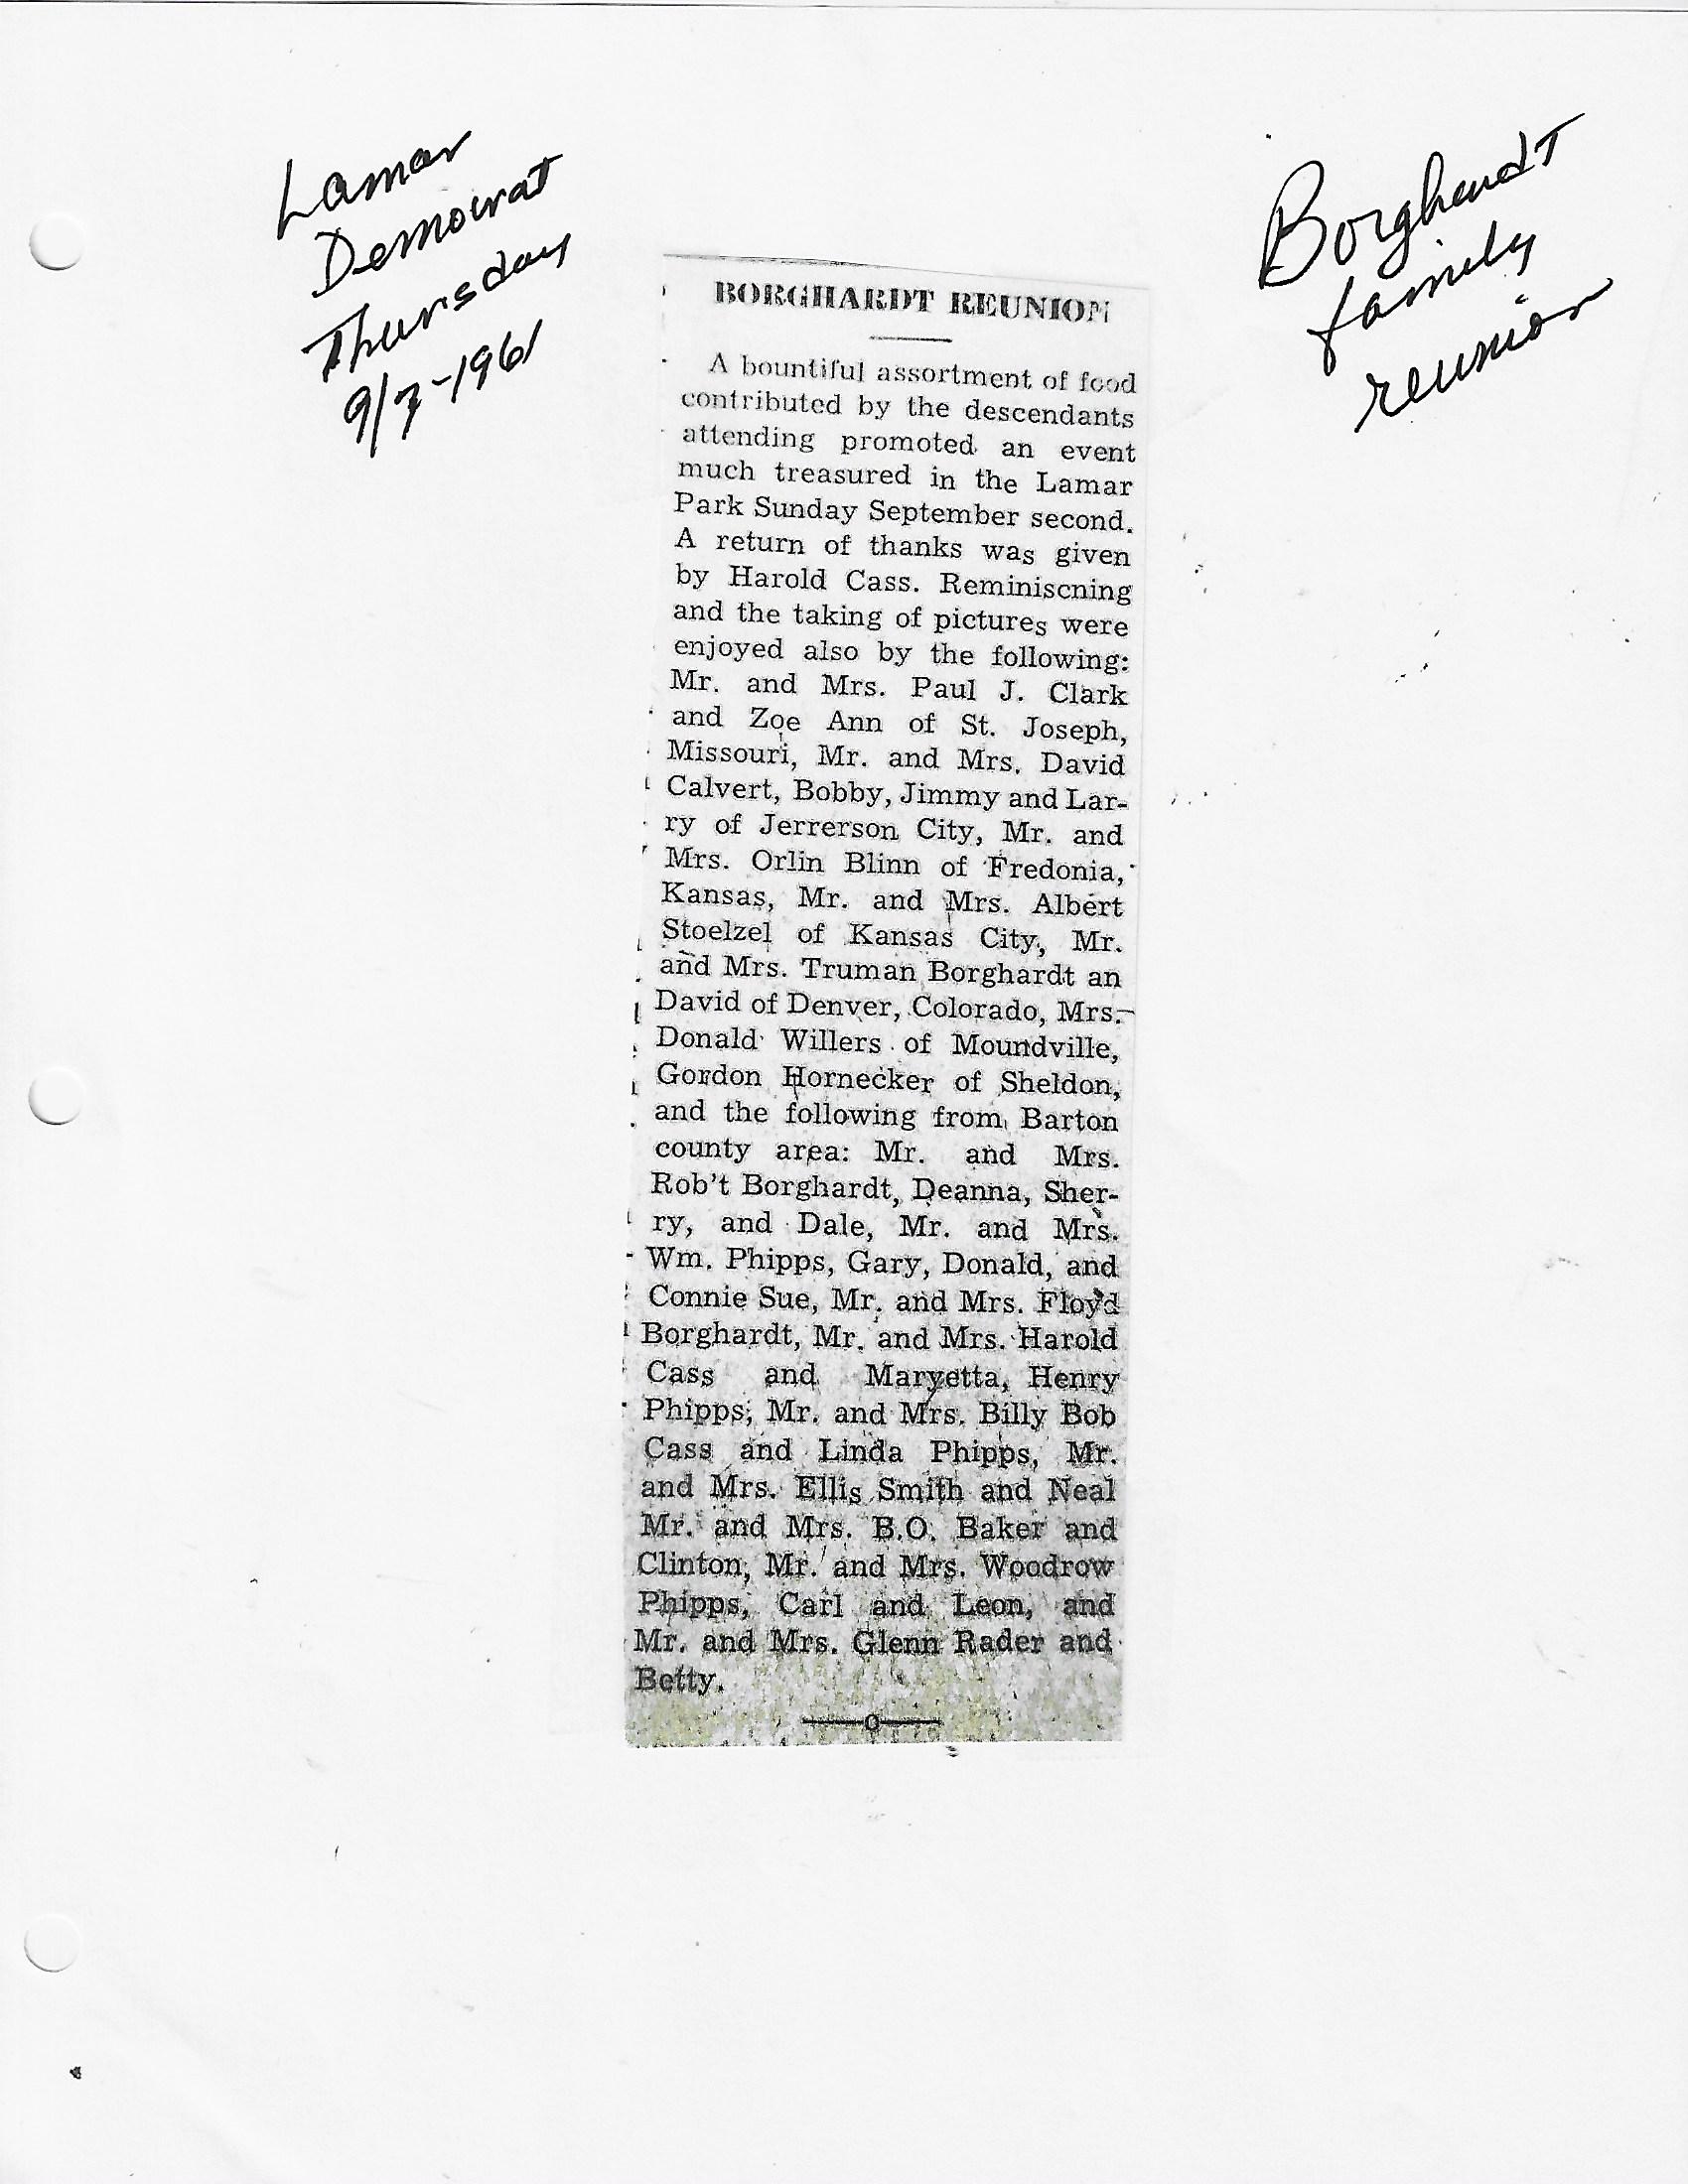 Lamar
Democrat
Thursday
9/7-1961
Borghardt
family
reunion
BORGHARDT REUNION
A bountiful assortment of food
contributed by the descendants
attending promoted an event
much treasured in the Lamar
Park Sunday September second.
A return of thanks was given
by Harold Cass. Reminiscning
and the taking of pictures were
enjoyed also by the following:
Mr. and Mrs. Paul J. Clark
and Zoe Ann of St. Joseph,
Missouri, Mr. and Mrs. David
Calvert, Bobby, Jimmy and Lar-
ry of Jerrerson City, Mr. and
Mrs. Orlin Blinn of Fredonia,
Kansas, Mr. and Mrs. Albert
Stoelzel of Kansas City, Mr.
and Mrs. Truman Borghardt an
David of Denver, Colorado, Mrs.
Donald Willers of Moundville,
Gordon Hornecker of Sheldon,
and the following from Barton
county area: Mr. and Mrs.
Rob't Borghardt, Deanna, Sher-
ry, and Dale, Mr. and Mrs.
Wm. Phipps, Gary, Donald, and
Connie Sue, Mr. and Mrs. Floyd
Borghardt, Mr. and Mrs. Harold
Cass and Maryetta, Henry
Phipps, Mr. and Mrs. Billy Bob
Cass and Linda Phipps, Mr.
and Mrs. Ellis Smith and Neal
Mr. and Mrs. B.O. Baker and
Clinton, Mr. and Mrs. Woodrow
Phipps, Carl and Leon, and
Mr. and Mrs. Glenn Rader and
Betty.